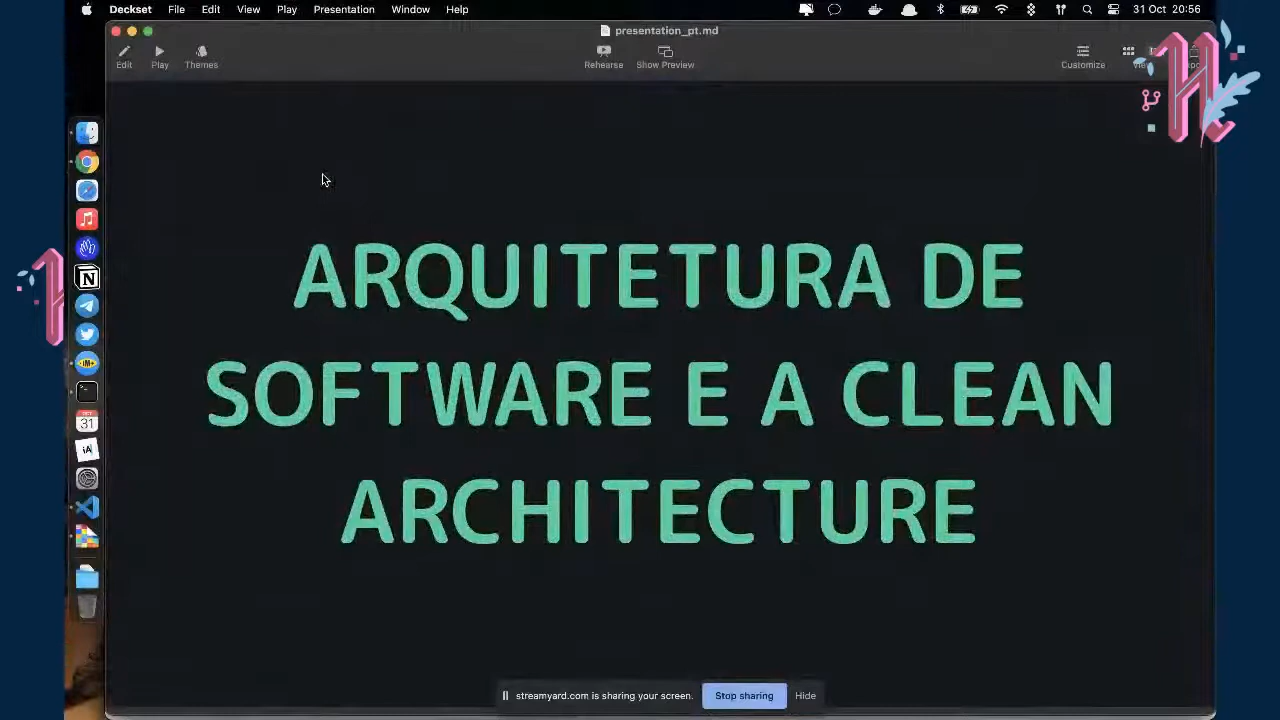 Deckset File Edit View Play Presentation Window Help 31 Oct 20:56
presentation_pt.md
Edit Play Themes Rehearse Show Preview Customize
ARQUITETURA DE
SOFTWARE E A CLEAN
ARCHITECTURE
streamyard.com is sharing your screen. Stop sharing Hide